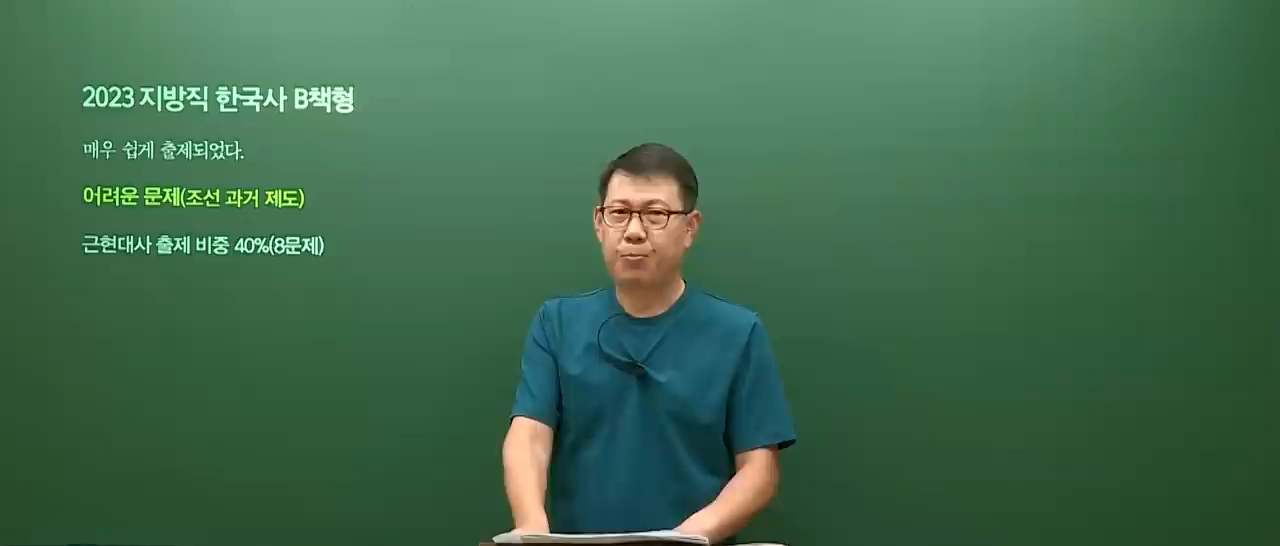 2023 지방직 한국사 B책형
매우 쉽게 출제되었다.
어려운 문제(조선 과거 제도)
근현대사 출제 비중 40%(8문제)